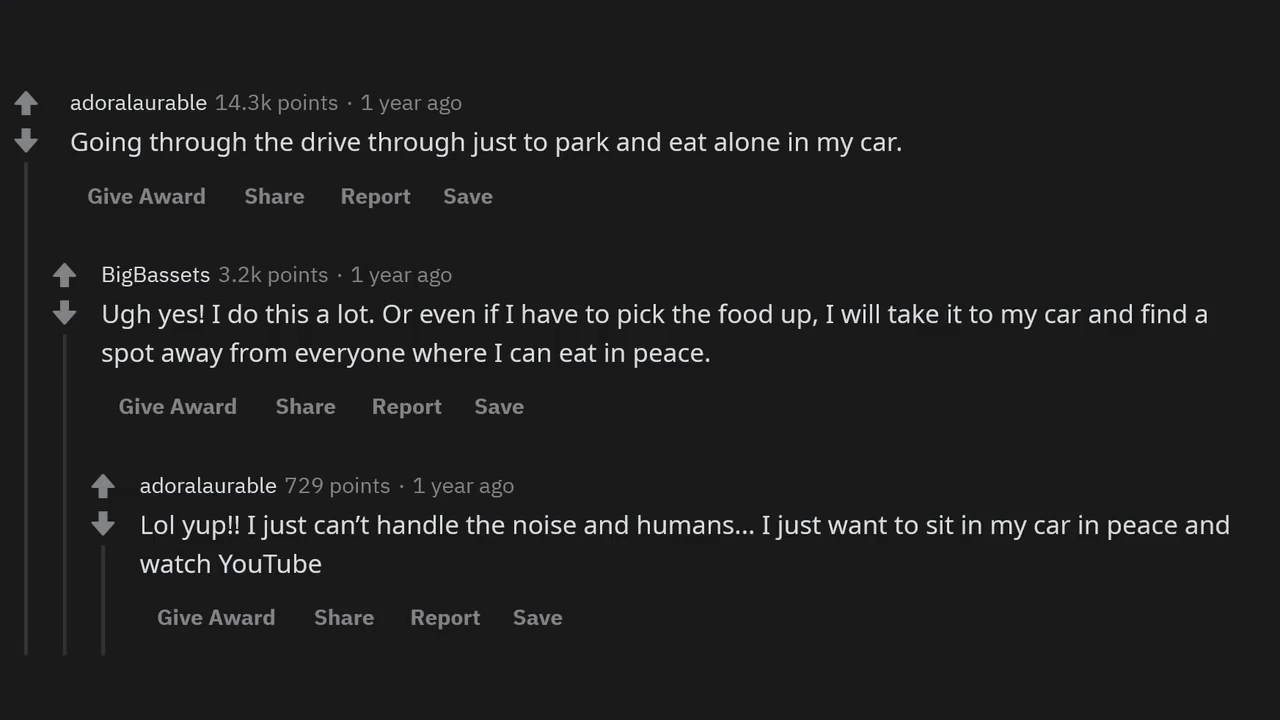 adoralaurable 14.3k points · 1 year ago
Going through the drive through just to park and eat alone in my car.
Give Award Share Report Save
BigBassets 3.2k points · 1 year ago
Ugh yes! I do this a lot. Or even if I have to pick the food up, I will take it to my car and find a
spot away from everyone where I can eat in peace.
Give Award Share Report Save
adoralaurable 729 points · 1 year ago
Lol yup!! I just can’t handle the noise and humans... I just want to sit in my car in peace and
watch YouTube
Give Award Share Report Save